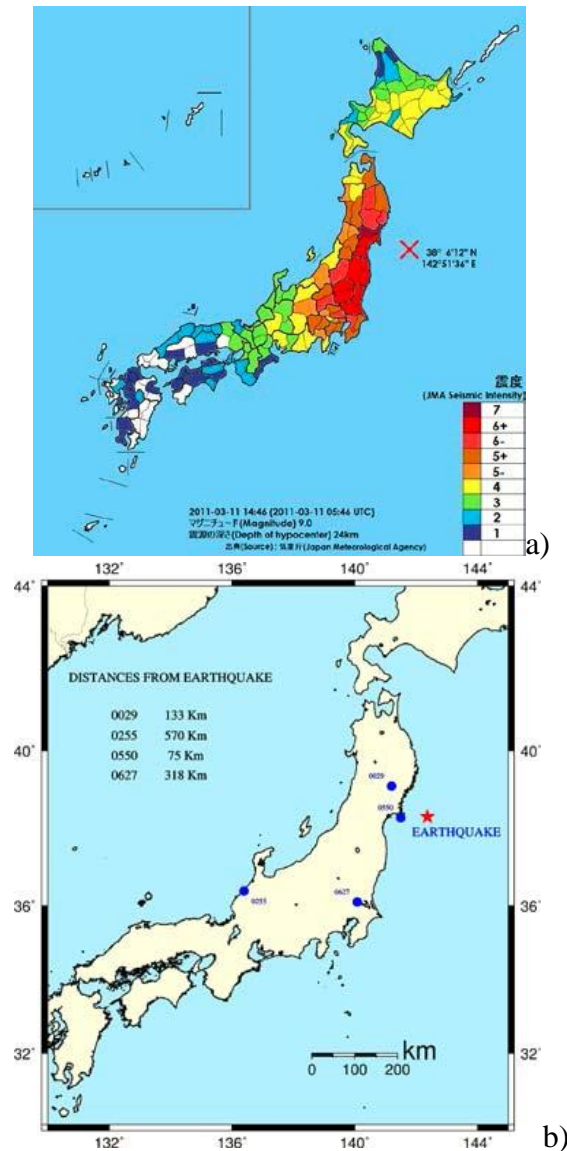 38° 6'12" N
142°51'36" E
震度
(JMA Seismic Intensity)
7
6+
6-
5+
5-
4
3
2
1
2011-03-11 14:46 (2011-03-11 05:46 UTC)
マグニチュード(Magnitude) 9.0
震源の深さ(Depth of hypocenter) 24km
出典(Source): 気象庁(Japan Meteorological Agency)
a)
132° 136° 140° 144°
44° 44°
DISTANCES FROM EARTHQUAKE
0029 133 Km
0255 570 Km
0550 75 Km
0627 318 Km
40° 40°
0029
0550
EARTHQUAKE
0255
0627
36° 36°
km
0 100 200
32° 32°
132° 136° 140° 144°
b)